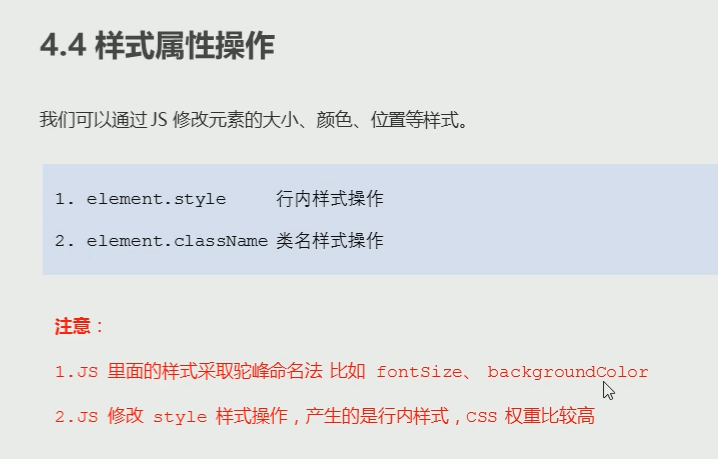 4.4 样式属性操作
我们可以通过 JS 修改元素的大小、颜色、位置等样式。
1. element.style 行内样式操作
2. element.className 类名样式操作
注意：
1.JS 里面的样式采取驼峰命名法 比如 fontSize、 backgroundColor
2.JS 修改 style 样式操作，产生的是行内样式，CSS 权重比较高